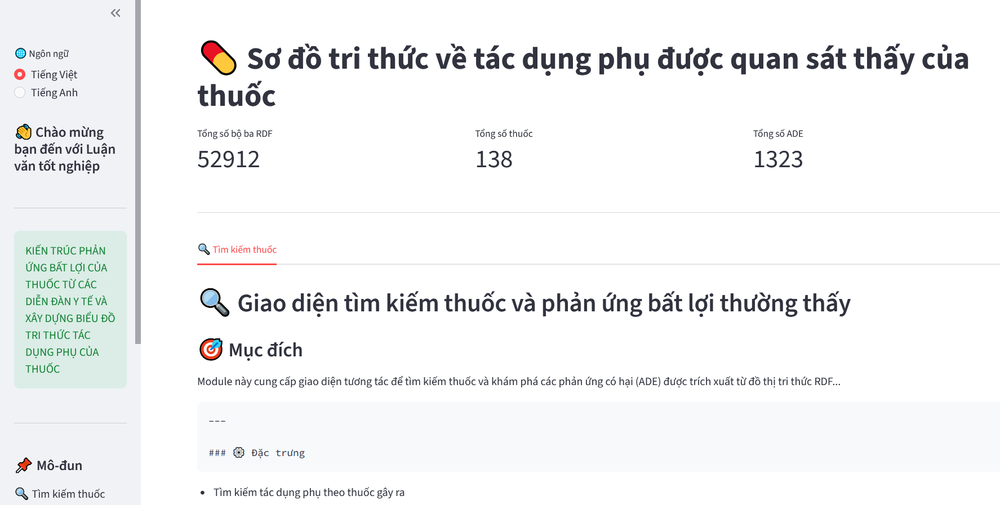 Ngôn ngữ
Tiếng Việt
Tiếng Anh
Chào mừng
bạn đến với Luận
văn tốt nghiệp
KIẾN TRÚC PHẢN
ỨNG BẤT LỢI CỦA
THUỐC TỪ CÁC
DIỄN ĐÀN Y TẾ VÀ
XÂY DỰNG BIỂU ĐỒ
TRI THỨC TÁC
DỤNG PHỤ CỦA
THUỐC
Mô-đun
Tìm kiếm thuốc
Sơ đồ tri thức về tác dụng phụ được quan sát thấy của
thuốc
Tổng số bộ ba RDF
52912
Tổng số thuốc
138
Tổng số ADE
1323
Tìm kiếm thuốc
Giao diện tìm kiếm thuốc và phản ứng bất lợi thường thấy
Mục đích
Module này cung cấp giao diện tương tác để tìm kiếm thuốc và khám phá các phản ứng có hại (ADE) được trích xuất từ đồ thị tri thức RDF...
---
### ⚙️ Đặc trưng
• Tìm kiếm tác dụng phụ theo thuốc gây ra